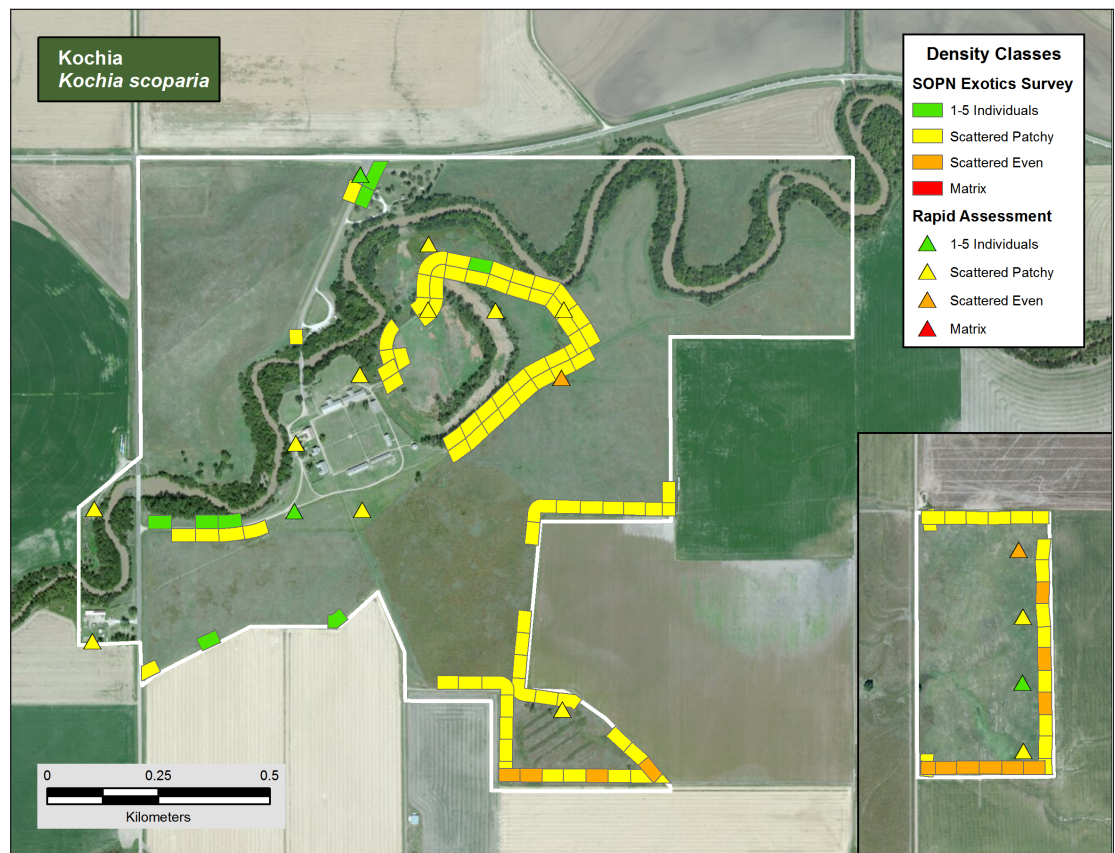 Kochia
Kochia scoparia
Density Classes
SOPN Exotics Survey
1-5 Individuals
Scattered Patchy
Scattered Even
Matrix
Rapid Assessment
1-5 Individuals
Scattered Patchy
Scattered Even
Matrix
0 0.25 0.5
Kilometers